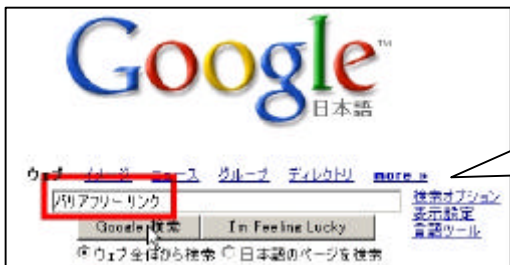 Google™
日本語
ウェブ イメージ ニュース グループ ディレクトリ more »
バリアフリー リンク
検索オプション
表示設定
言語ツール
Google 検索 I'm Feeling Lucky
ウェブ全体から検索 日本語のページを検索